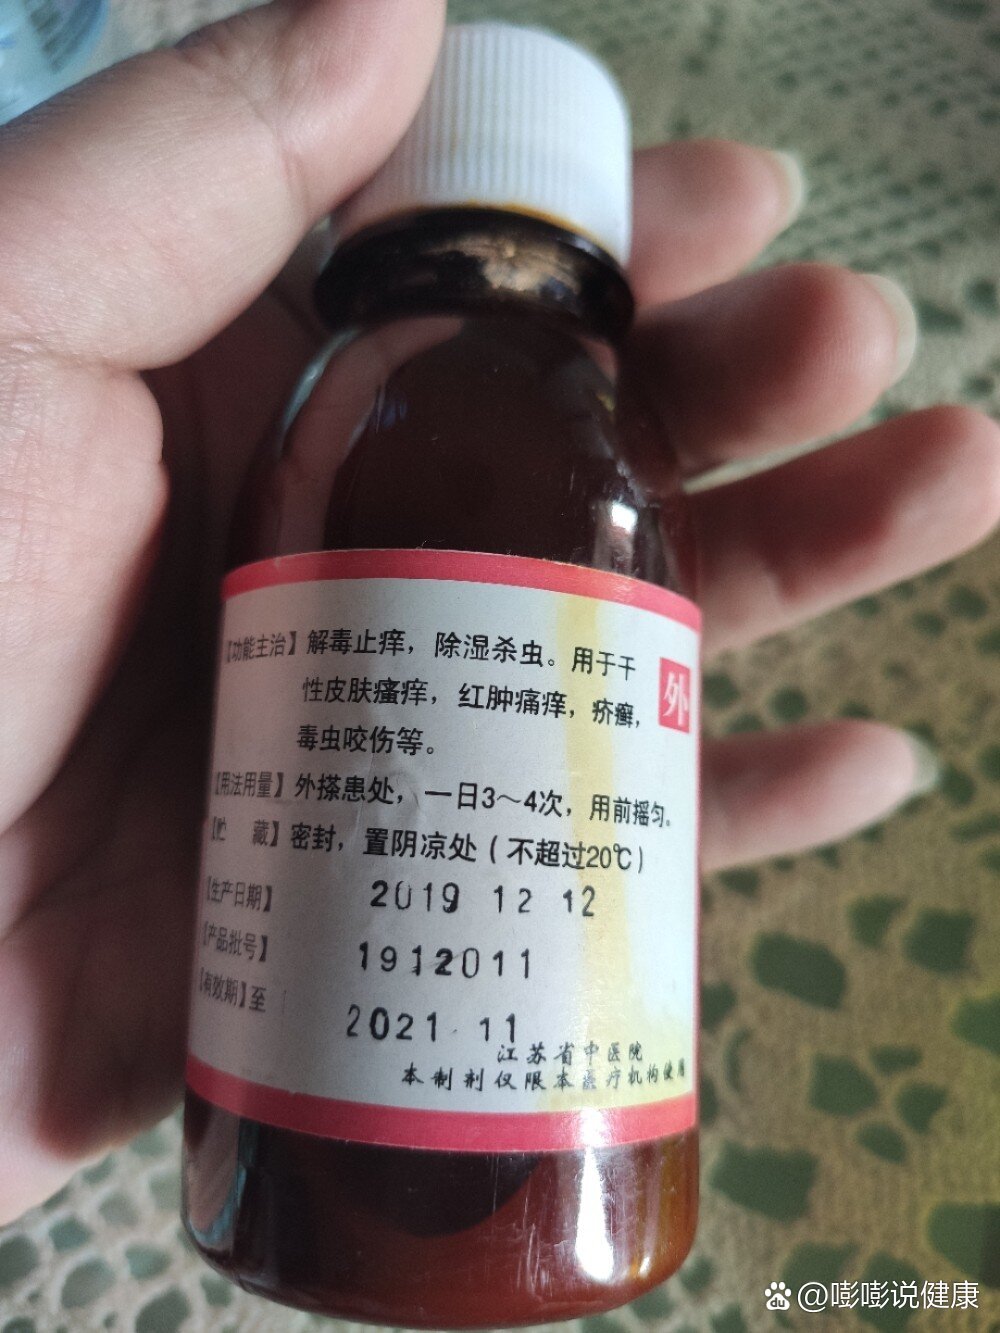 【功能主治】解毒止痒，除湿杀虫。用于干
性皮肤瘙痒，红肿痛痒，疥癣，
毒虫咬伤等。
外
【用法用量】外搽患处，一日3～4次，用前摇匀。
【贮 藏】密封，置阴凉处（不超过20℃）
【生产日期】 2019 12 12
【产品批号】 1912011
【有效期】至 2021 11
江苏省中医院
本制剂仅限本医疗机构使用
@嘭嘭说健康